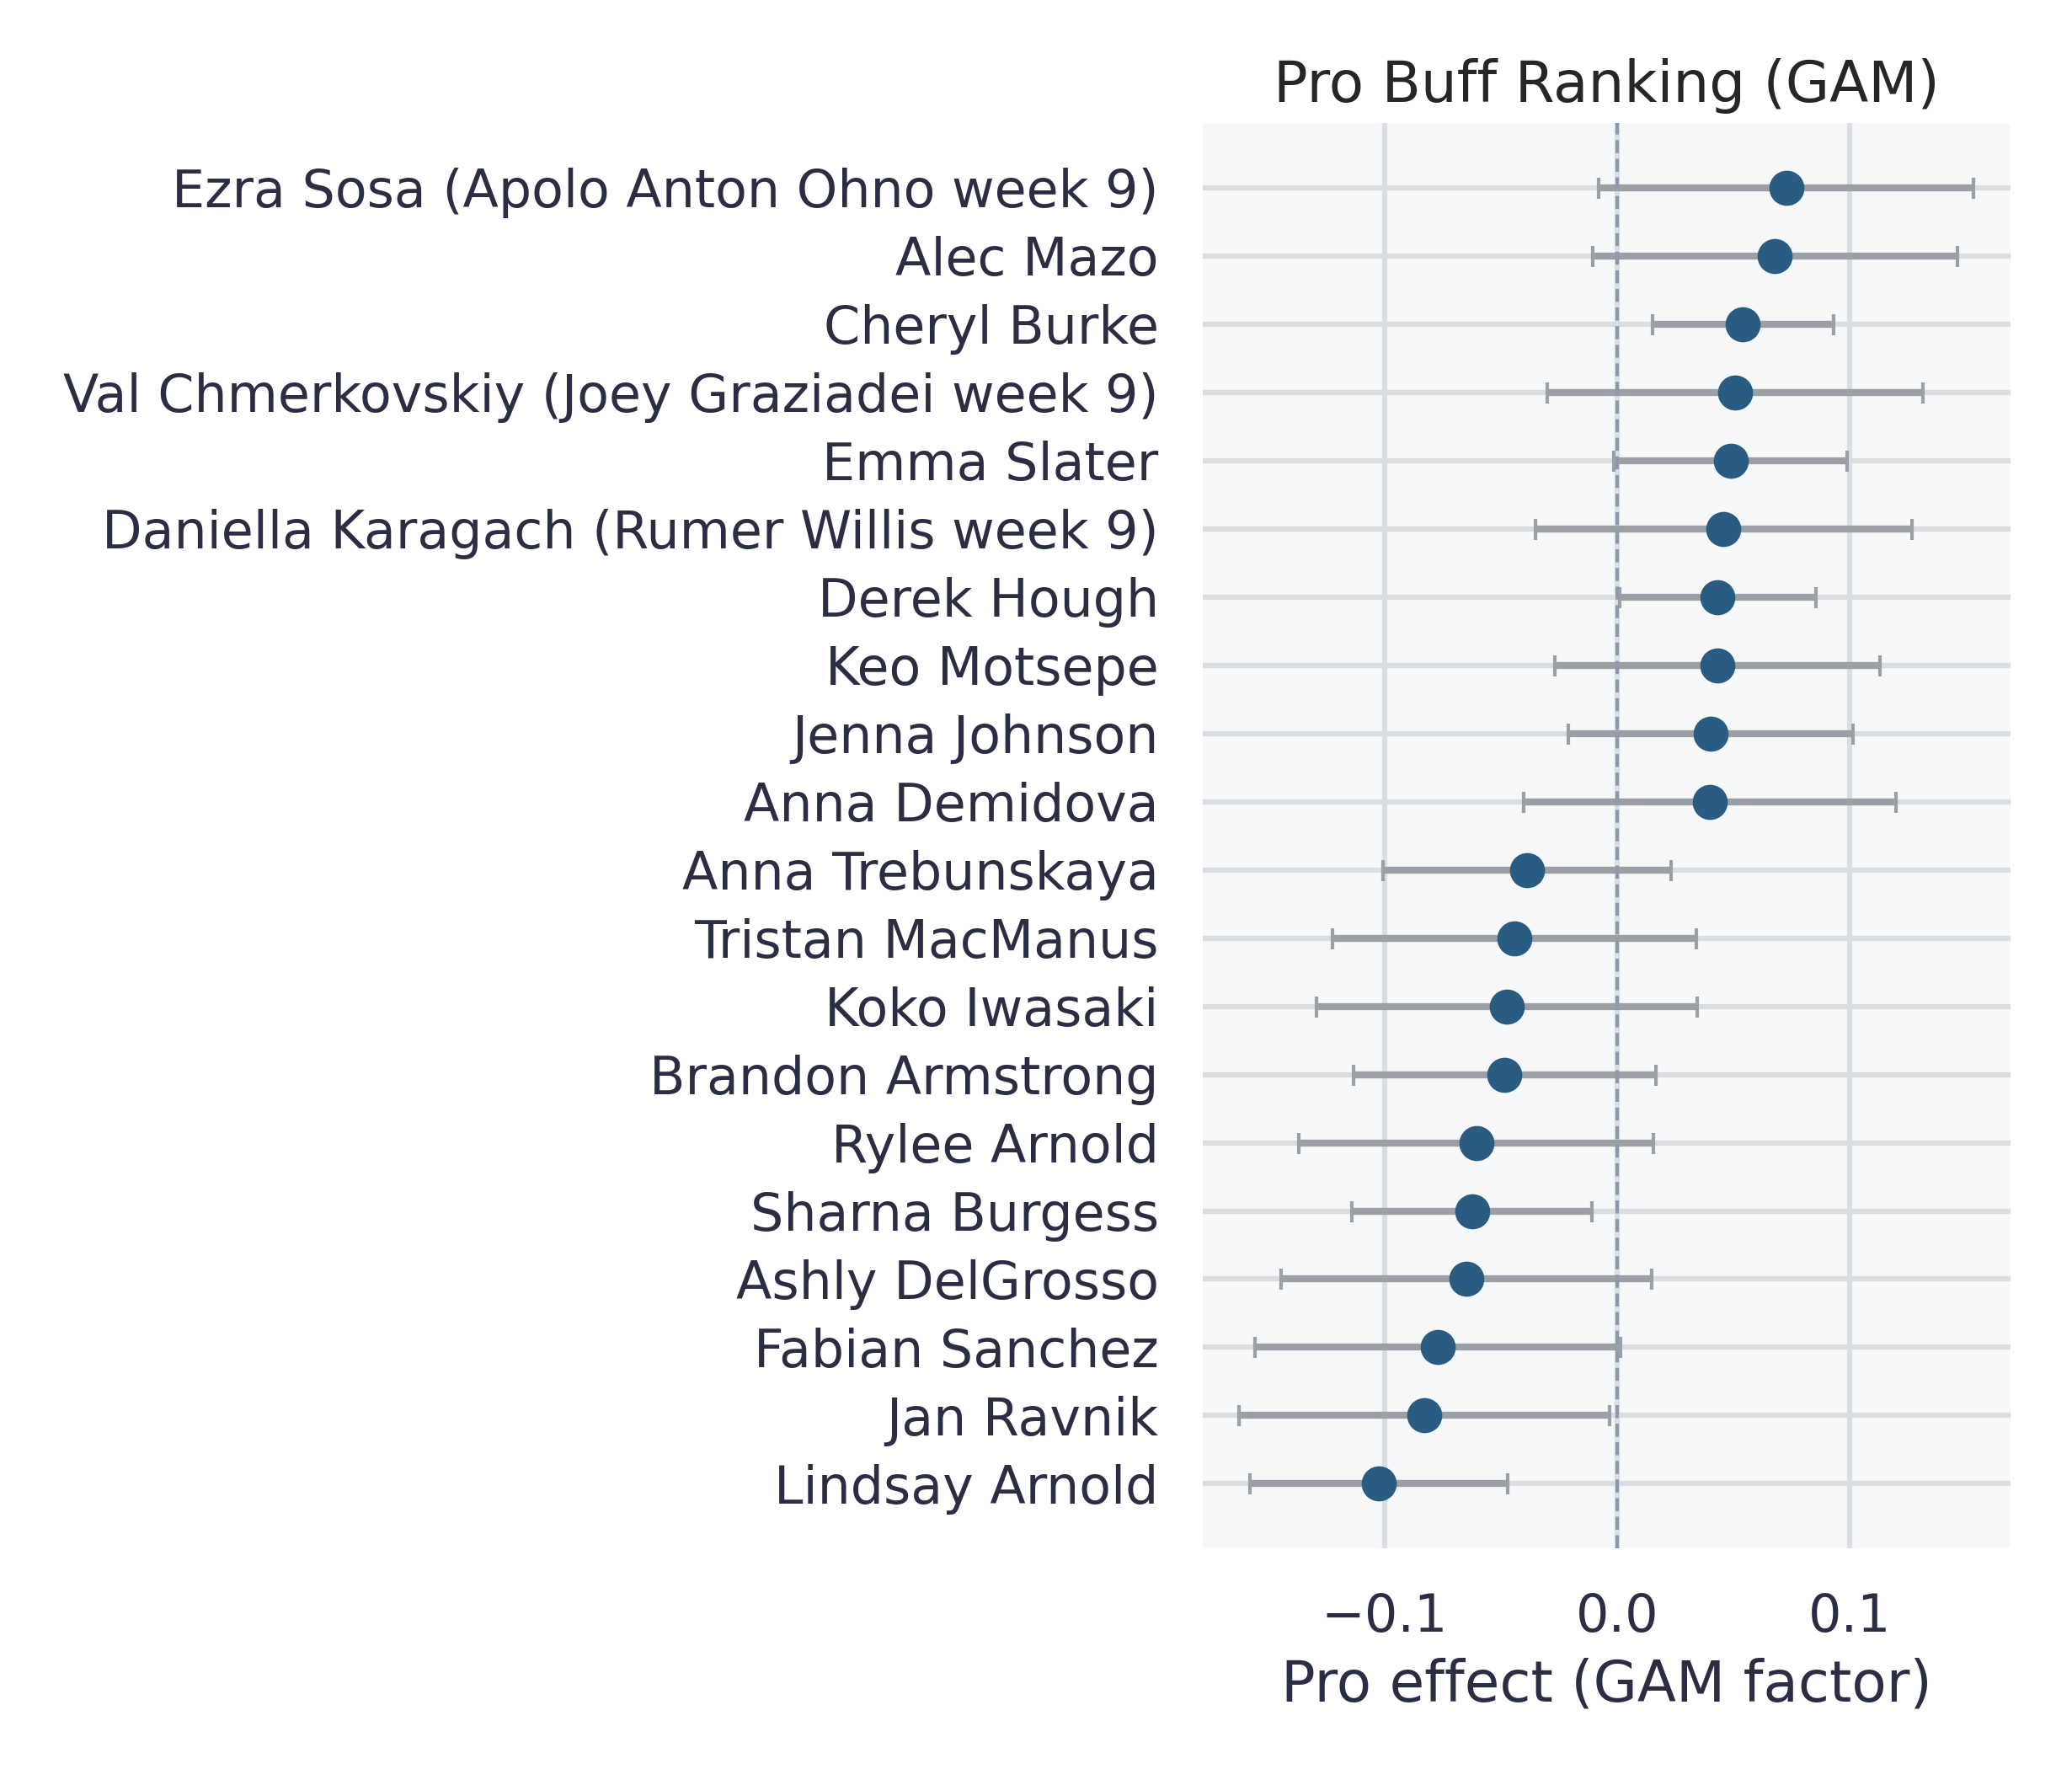 Pro Buff Ranking (GAM)
Ezra Sosa (Apolo Anton Ohno week 9)
Alec Mazo
Cheryl Burke
Val Chmerkovskiy (Joey Graziadei week 9)
Emma Slater
Daniella Karagach (Rumer Willis week 9)
Derek Hough
Keo Motsepe
Jenna Johnson
Anna Demidova
Anna Trebunskaya
Tristan MacManus
Koko Iwasaki
Brandon Armstrong
Rylee Arnold
Sharna Burgess
Ashly DelGrosso
Fabian Sanchez
Jan Ravnik
Lindsay Arnold
−0.1 0.0 0.1
Pro effect (GAM factor)